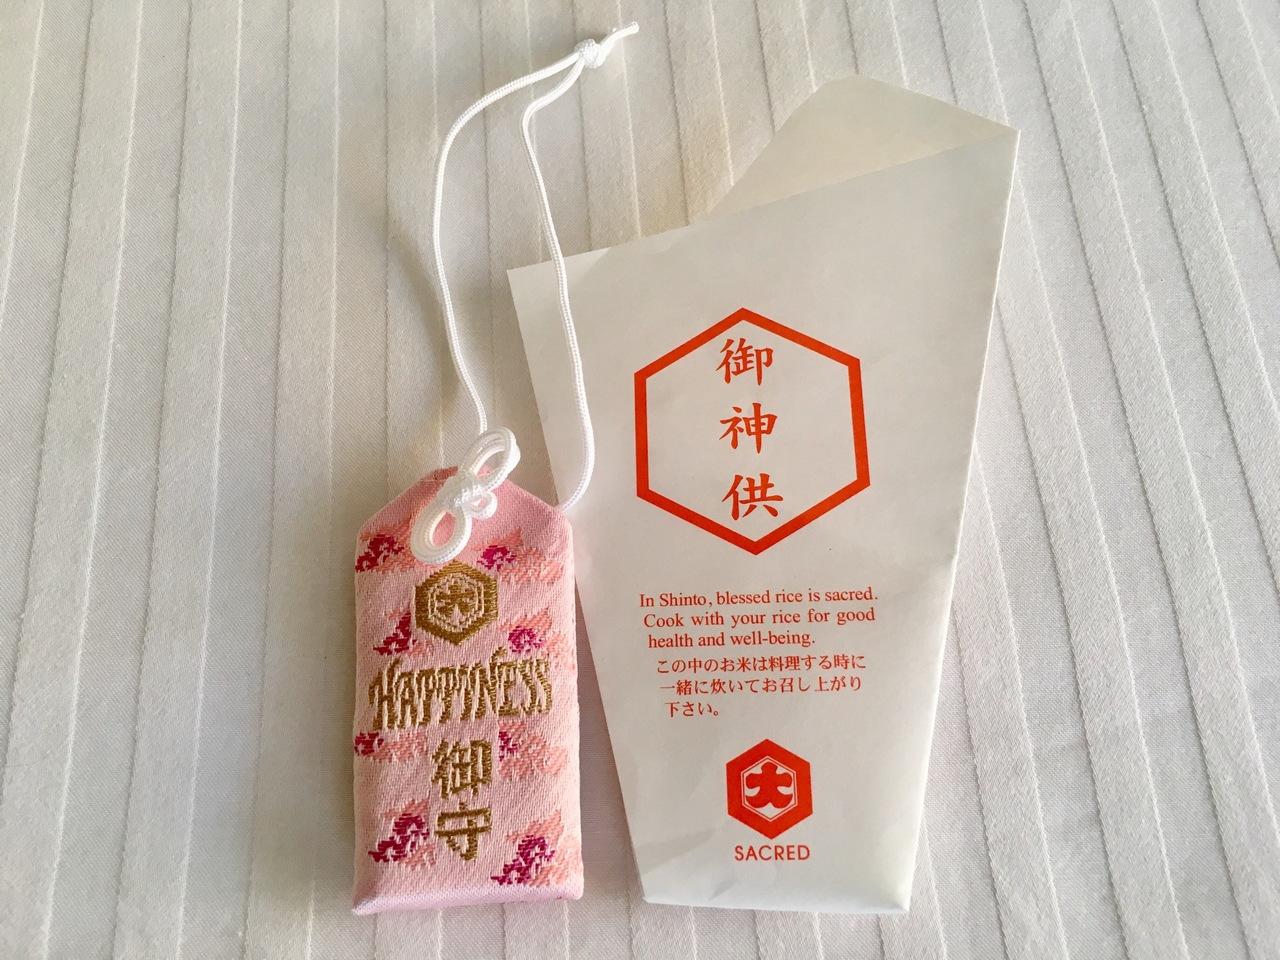 大
HAPPINESS
御
守
御
神
供
In Shinto, blessed rice is sacred.
Cook with your rice for good
health and well-being.
この中のお米は料理する時に
一緒に炊いてお召し上がり
下さい。
大
SACRED